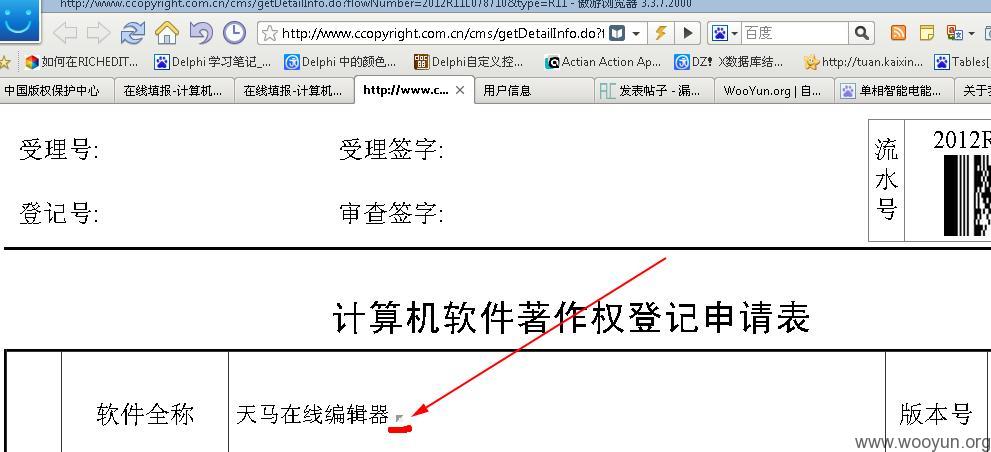 http://www.ccopyright.com.cn/cms/getDetailInfo.do?flowNumber=2012R11L078710&type=R11 - 傲游浏览器 3.3.7.2000
http://www.ccopyright.com.cn/cms/getDetailInfo.do?f 百度
如何在RICHEDIT... Delphi 学习笔记_... Delphi 中的颜色... Delphi自定义控... Actian Action Ap... DZ! X数据库结... http://tuan.kaixin... Tables[
中国版权保护中心 在线填报-计算机... 在线填报-计算机... http://www.c... 用户信息 发表帖子 - 漏... WooYun.org | 自... 单相智能电能... 关于
受理号: 受理签字: 流水号 2012R
登记号: 审查签字:
计算机软件著作权登记申请表
软件全称 天马在线编辑器 版本号
www.wooyun.org